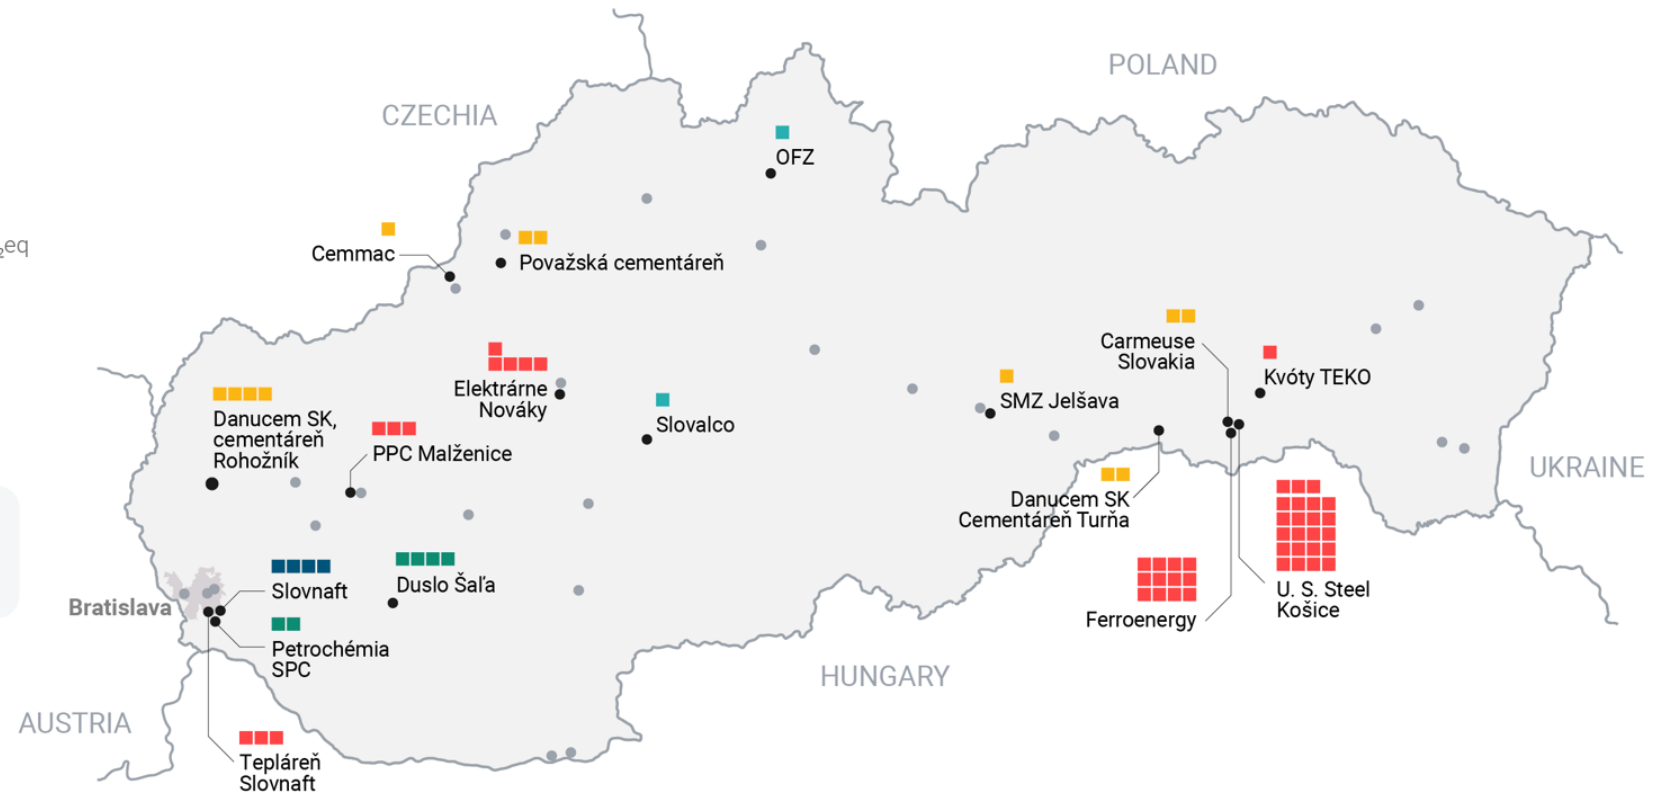 POLAND
CZECHIA
OFZ
₂eq
Cemmac
Považská cementáreň
Carmeuse
Slovakia
Kvóty TEKO
Elektrárne
Nováky
SMZ Jelšava
Danucem SK,
cementáreň
Rohožník
Slovalco
PPC Malženice
UKRAINE
Danucem SK
Cementáreň Turňa
Slovnaft
Duslo Šaľa
U. S. Steel
Košice
Bratislava
Ferroenergy
Petrochémia
SPC
HUNGARY
AUSTRIA
Tepláreň
Slovnaft